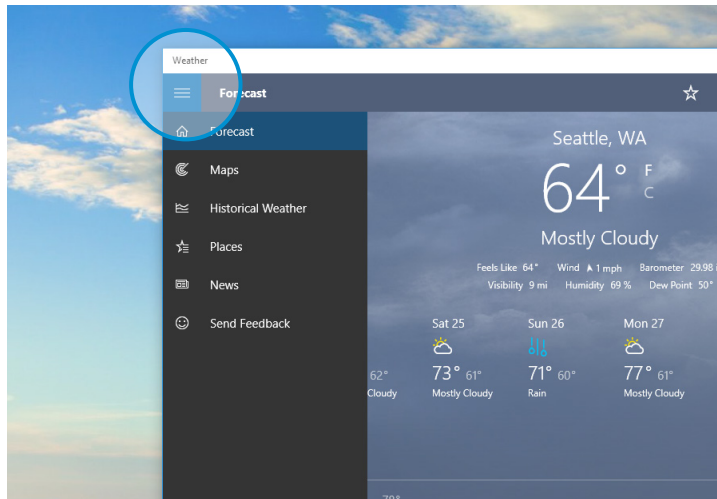 Weather
Forecast
Forecast
Maps
Historical Weather
Places
News
Send Feedback
Seattle, WA
64° F
C
Mostly Cloudy
Feels Like 64° Wind 1 mph Barometer 29.98
Visibility 9 mi Humidity 69 % Dew Point 50°
Sat 25 Sun 26 Mon 27
62° 73° 61° 71° 60° 77° 61°
Cloudy Mostly Cloudy Rain Mostly Cloudy